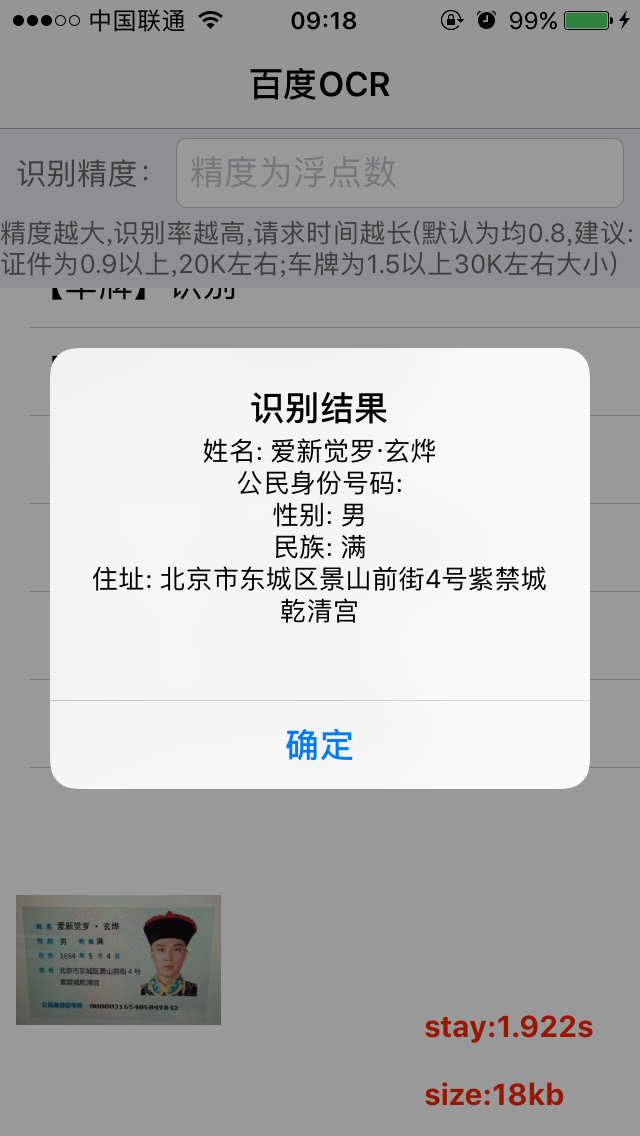 中国联通
09:18
99%
百度OCR
识别精度：
精度为浮点数
精度越大,识别率越高,请求时间越长(默认为均0.8,建议:
证件为0.9以上,20K左右;车牌为1.5以上30K左右大小)
【车牌】 识别
识别结果
姓名: 爱新觉罗·玄烨
公民身份号码:
性别: 男
民族: 满
住址: 北京市东城区景山前街4号紫禁城
乾清宫
确定
姓名 爱新觉罗·玄烨
性别 男 民族 满
出生 1654 年 5 月 4 日
住址 北京市东城区景山前街 4 号
紫禁城乾清宫
公民身份证号码
stay:1.922s
size:18kb